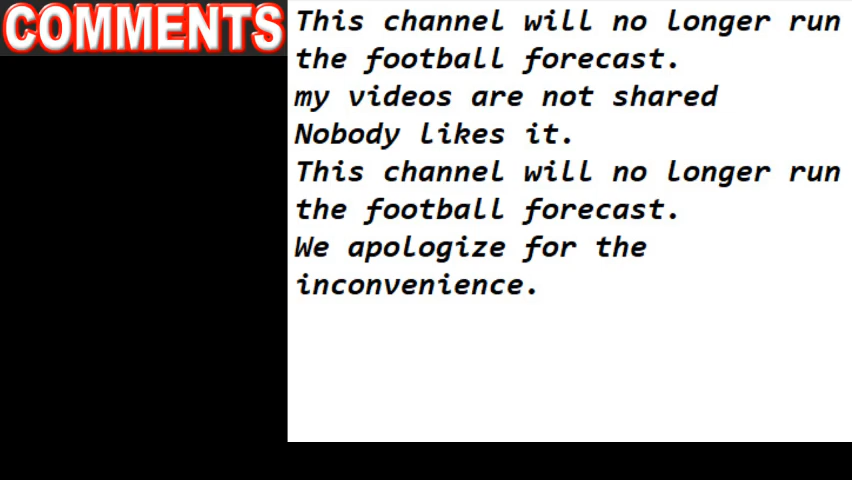 COMMENTS
This channel will no longer run
the football forecast.
my videos are not shared
Nobody likes it.
This channel will no longer run
the football forecast.
We apologize for the
inconvenience.